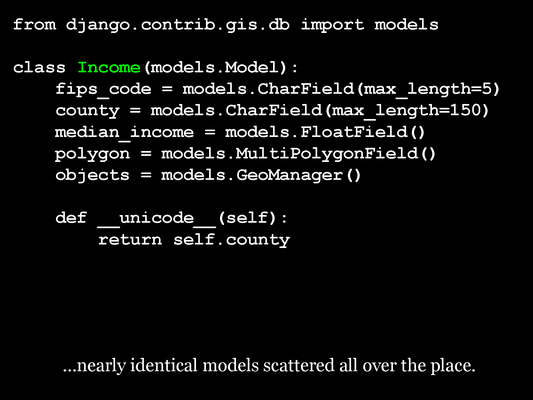 from django.contrib.gis.db import models

class Income(models.Model):
    fips_code = models.CharField(max_length=5)
    county = models.CharField(max_length=150)
    median_income = models.FloatField()
    polygon = models.MultiPolygonField()
    objects = models.GeoManager()

    def __unicode__(self):
        return self.county

...nearly identical models scattered all over the place.